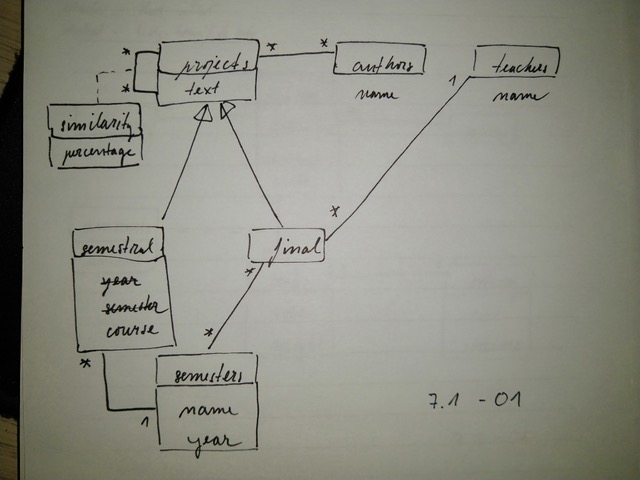 * projects * * authors teachers
* text name 1 name
similarity
percentage
*
semestral final
year *
semester
course *
* semesters
name
1 year
7.1 - 01